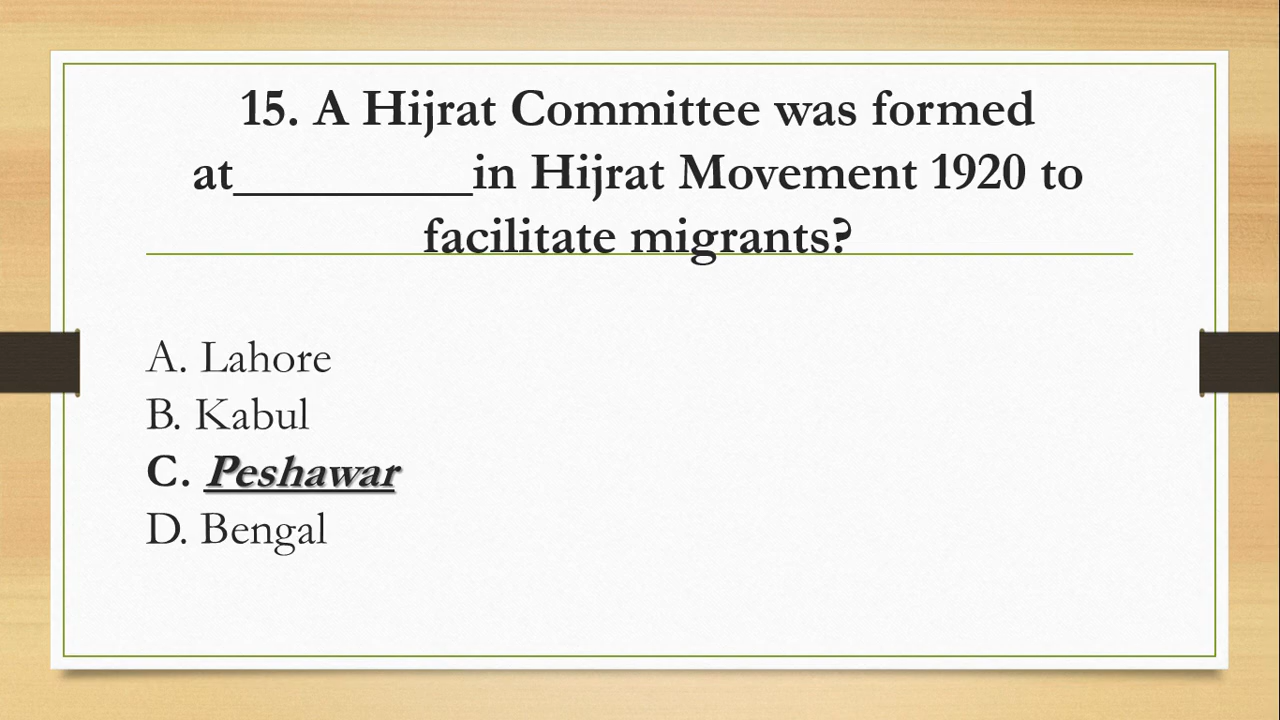 15. A Hijrat Committee was formed
at__________in Hijrat Movement 1920 to
facilitate migrants?
A. Lahore
B. Kabul
C. Peshawar
D. Bengal